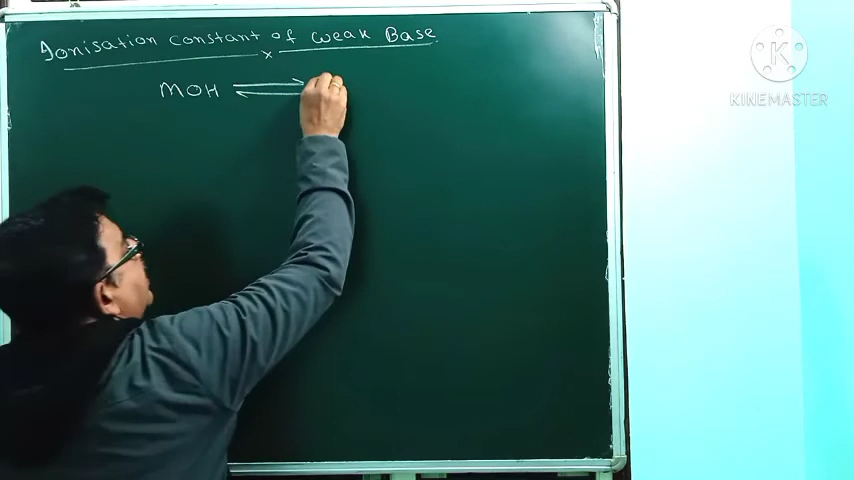 Ionisation constant of weak Base
x
MOH ⇌
K
KINEMASTER